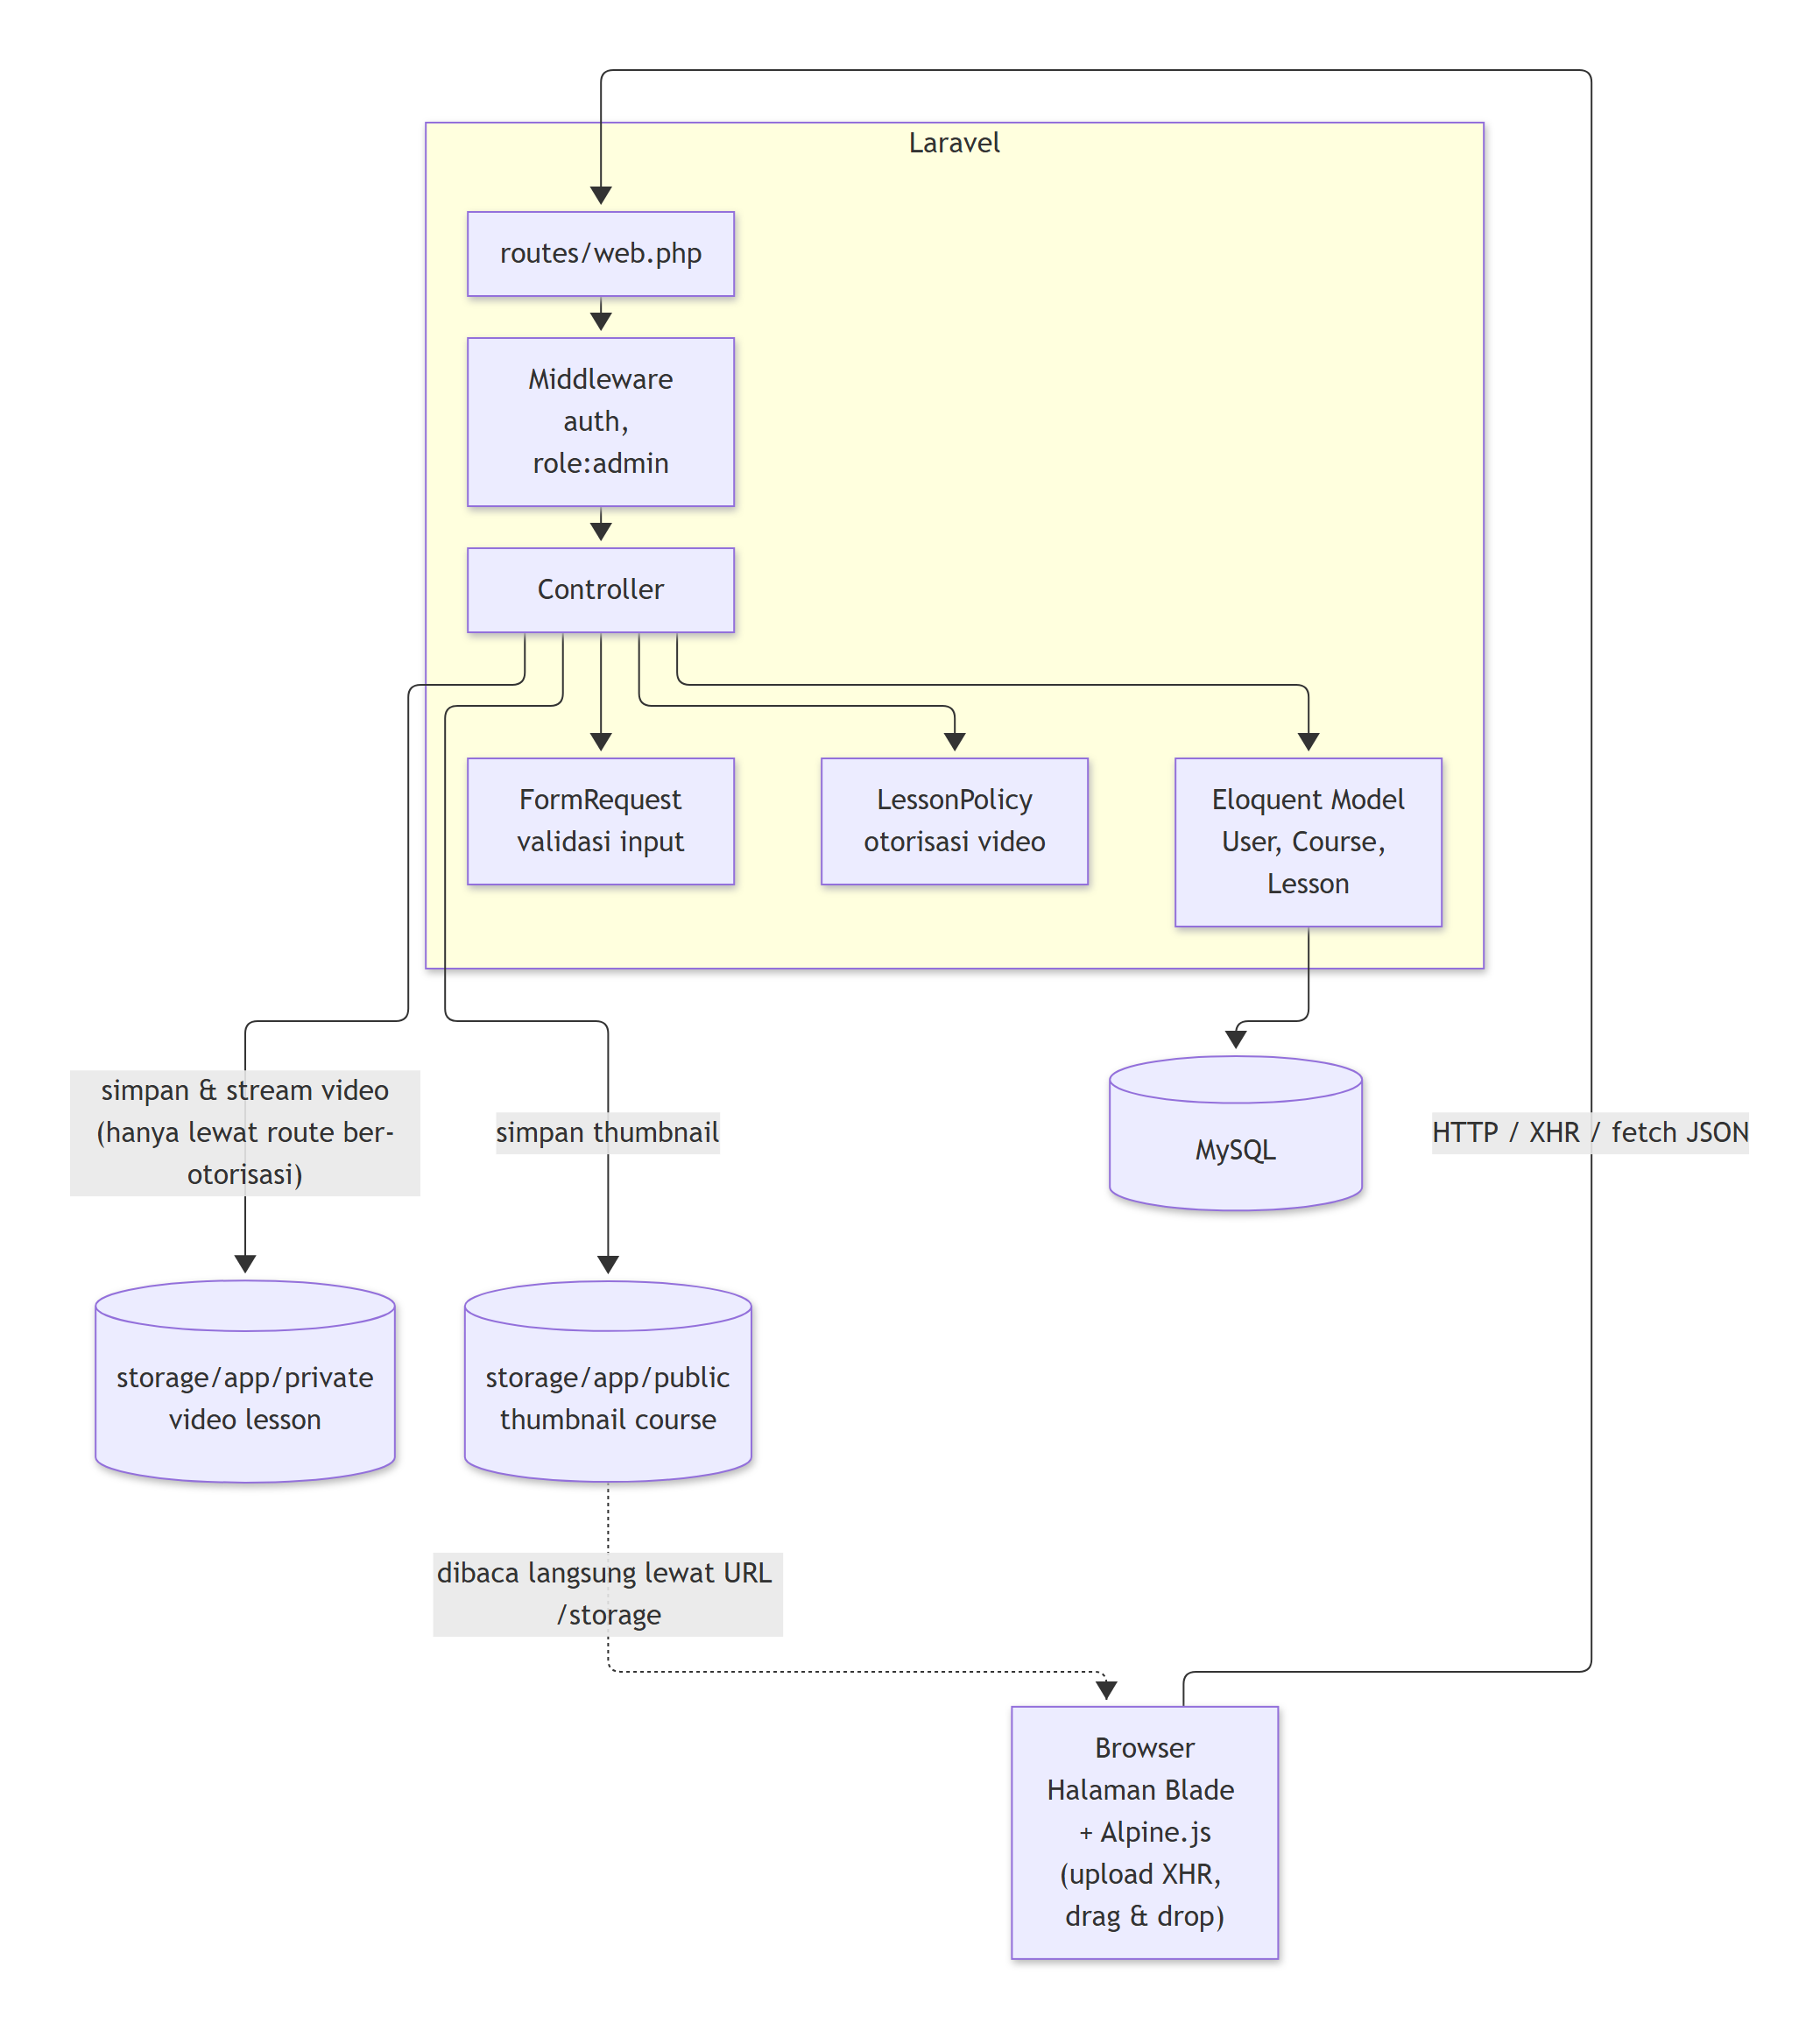 Laravel
routes/web.php
Middleware
auth,
role:admin
Controller
FormRequest
validasi input
LessonPolicy
otorisasi video
Eloquent Model
User, Course,
Lesson
simpan & stream video
(hanya lewat route ber-
otorisasi)
simpan thumbnail
MySQL
HTTP / XHR / fetch JSON
storage/app/private
video lesson
storage/app/public
thumbnail course
dibaca langsung lewat URL
/storage
Browser
Halaman Blade
+ Alpine.js
(upload XHR,
drag & drop)